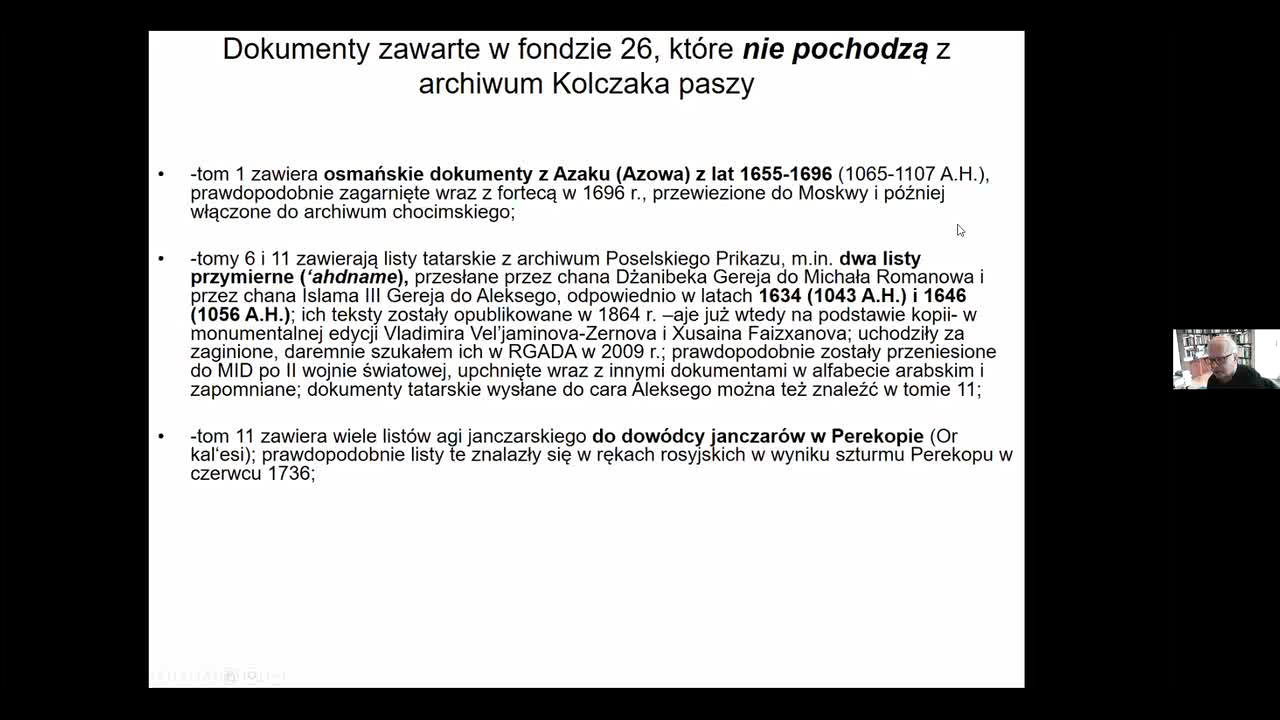 Dokumenty zawarte w fondzie 26, które nie pochodzą z
archiwum Kolczaka paszy
• -tom 1 zawiera osmańskie dokumenty z Azaku (Azowa) z lat 1655-1696 (1065-1107 A.H.),
prawdopodobnie zagarnięte wraz z fortecą w 1696 r., przewiezione do Moskwy i później
włączone do archiwum chocimskiego;
• -tomy 6 i 11 zawierają listy tatarskie z archiwum Poselskiego Prikazu, m.in. dwa listy
przymierne (‘ahdname), przesłane przez chana Dżanibeka Gereja do Michała Romanowa i
przez chana Islama III Gereja do Aleksego, odpowiednio w latach 1634 (1043 A.H.) i 1646
(1056 A.H.); ich teksty zostały opublikowane w 1864 r. –aje już wtedy na podstawie kopii- w
monumentalnej edycji Vladimira Vel’jaminova-Zernova i Xusaina Faizxanova; uchodziły za
zaginione, daremnie szukałem ich w RGADA w 2009 r.; prawdopodobnie zostały przeniesione
do MID po II wojnie światowej, upchnięte wraz z innymi dokumentami w alfabecie arabskim i
zapomniane; dokumenty tatarskie wysłane do cara Aleksego można też znaleźć w tomie 11;
• -tom 11 zawiera wiele listów agi janczarskiego do dowódcy janczarów w Perekopie (Or
kal‘esi); prawdopodobnie listy te znalazły się w rękach rosyjskich w wyniku szturmu Perekopu w
czerwcu 1736;